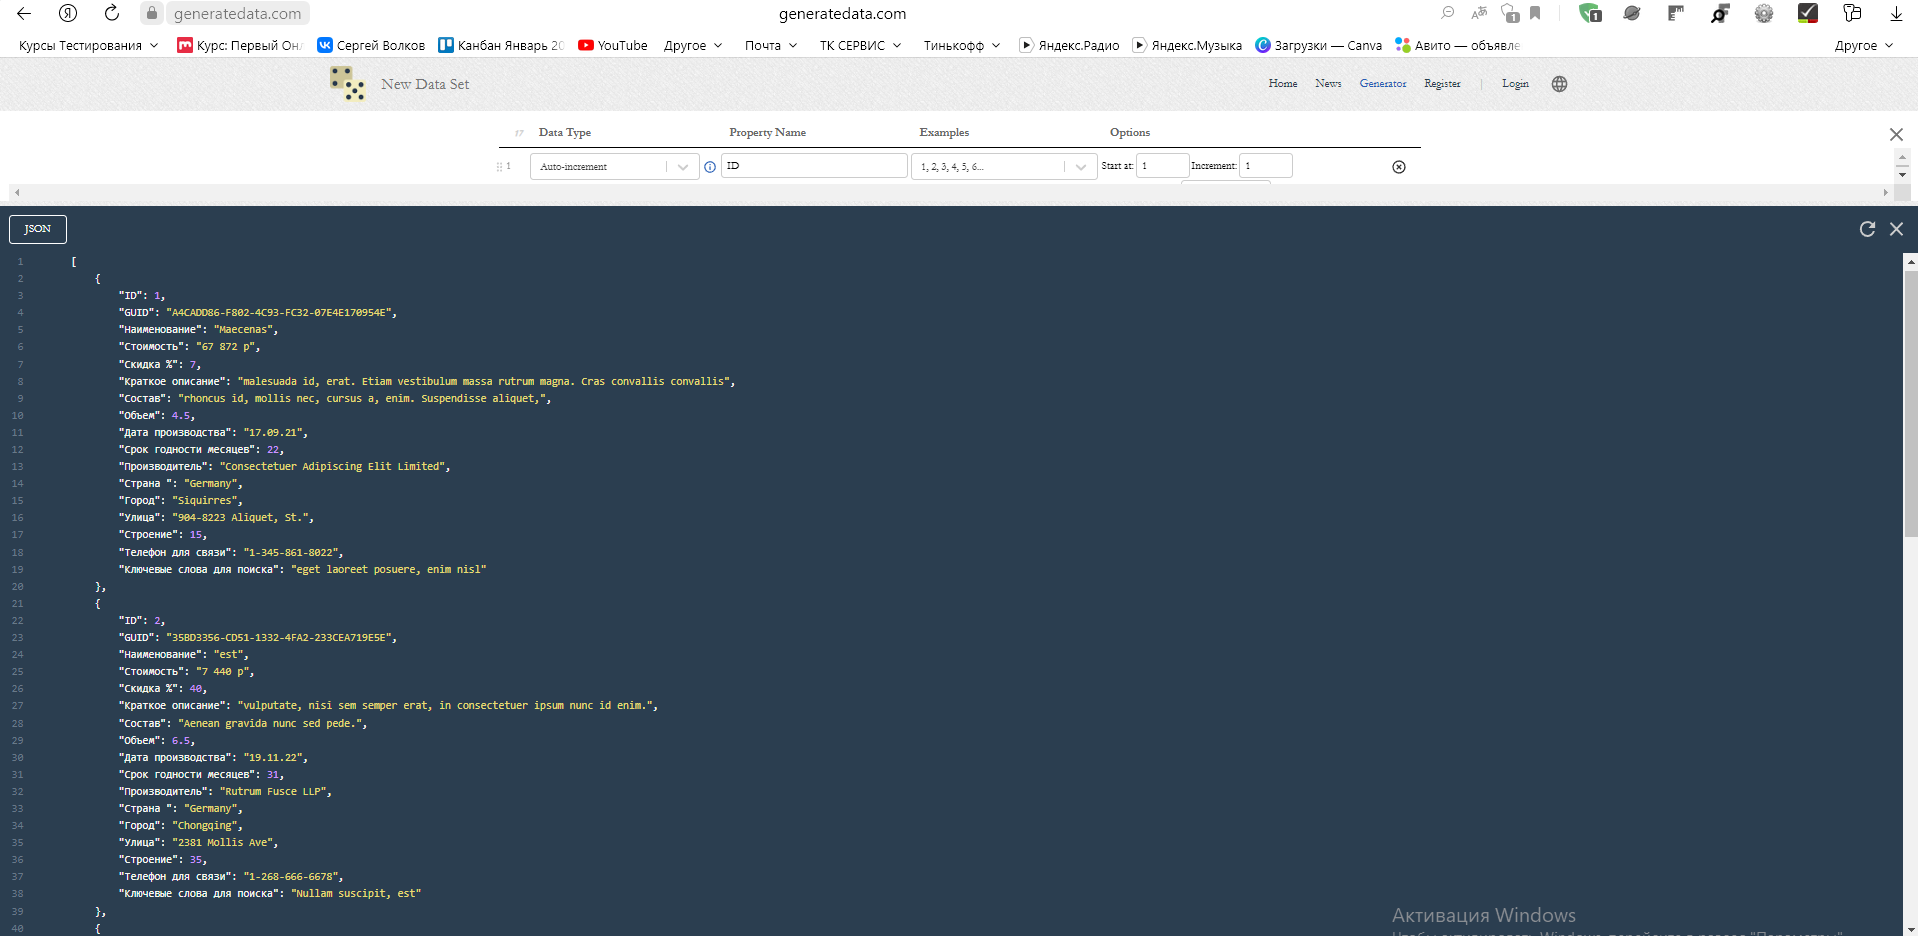 generatedata.com
generatedata.com
Курсы Тестирования Курс: Первый Он Сергей Волков Канбан Январь 20 YouTube Другое Почта ТК СЕРВИС Тинькофф Яндекс.Радио Яндекс.Музыка Загрузки — Canva Авито — объявле Другое
New Data Set Home News Generator Register Login
17 Data Type Property Name Examples Options
1 Auto-increment ID 1, 2, 3, 4, 5, 6... Start at: 1 Increment: 1
JSON
1 [
2 {
3 "ID": 1,
4 "GUID": "A4CADD86-F802-4C93-FC32-07E4E170954E",
5 "Наименование": "Maecenas",
6 "Стоимость": "67 872 р",
7 "Скидка %": 7,
8 "Краткое описание": "malesuada id, erat. Etiam vestibulum massa rutrum magna. Cras convallis convallis",
9 "Состав": "rhoncus id, mollis nec, cursus a, enim. Suspendisse aliquet,",
10 "Объем": 4.5,
11 "Дата производства": "17.09.21",
12 "Срок годности месяцев": 22,
13 "Производитель": "Consectetuer Adipiscing Elit Limited",
14 "Страна ": "Germany",
15 "Город": "Siquirres",
16 "Улица": "904-8223 Aliquet, St.",
17 "Строение": 15,
18 "Телефон для связи": "1-345-861-8022",
19 "Ключевые слова для поиска": "eget laoreet posuere, enim nisl"
20 },
21 {
22 "ID": 2,
23 "GUID": "35BD3356-CD51-1332-4FA2-233CEA719E5E",
24 "Наименование": "est",
25 "Стоимость": "7 440 р",
26 "Скидка %": 40,
27 "Краткое описание": "vulputate, nisi sem semper erat, in consectetuer ipsum nunc id enim.",
28 "Состав": "Aenean gravida nunc sed pede.",
29 "Объем": 6.5,
30 "Дата производства": "19.11.22",
31 "Срок годности месяцев": 31,
32 "Производитель": "Rutrum Fusce LLP",
33 "Страна ": "Germany",
34 "Город": "Chongqing",
35 "Улица": "2381 Mollis Ave",
36 "Строение": 35,
37 "Телефон для связи": "1-268-666-6678",
38 "Ключевые слова для поиска": "Nullam suscipit, est"
39 },
40 {
Активация Windows